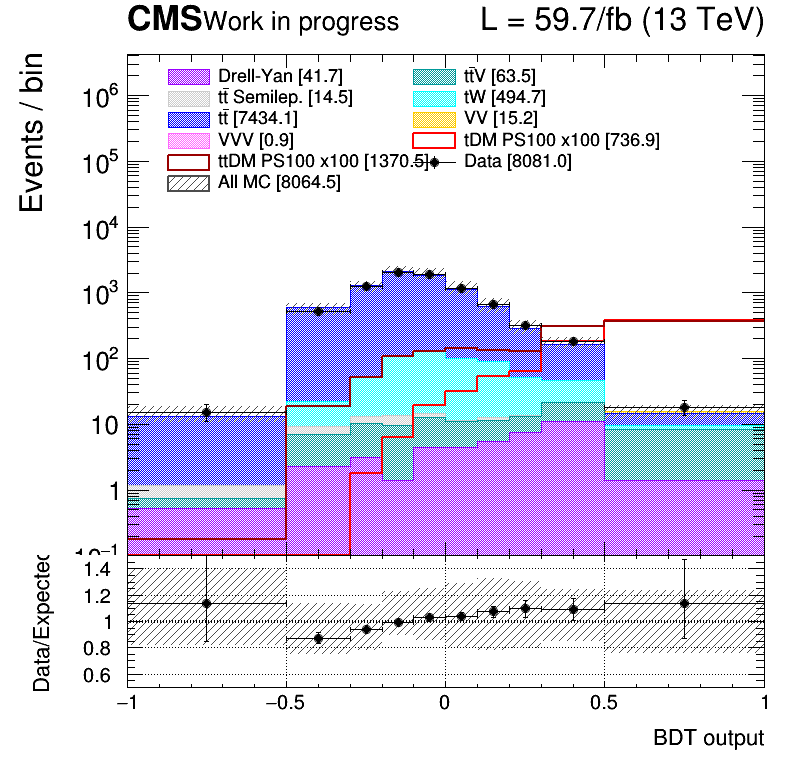 CMS Work in progress L = 59.7/fb (13 TeV)
Events / bin
Drell-Yan [41.7] tt̄V [63.5]
tt̄ Semilep. [14.5] tW [494.7]
tt̄ [7434.1] VV [15.2]
VVV [0.9] tDM PS100 x100 [736.9]
ttDM PS100 x100 [1370.5] Data [8081.0]
All MC [8064.5]
10⁶
10⁵
10⁴
10³
10²
10
1
10⁻¹
Data/Expected
1.4
1.2
1
0.8
0.6
−1 −0.5 0 0.5 1
BDT output